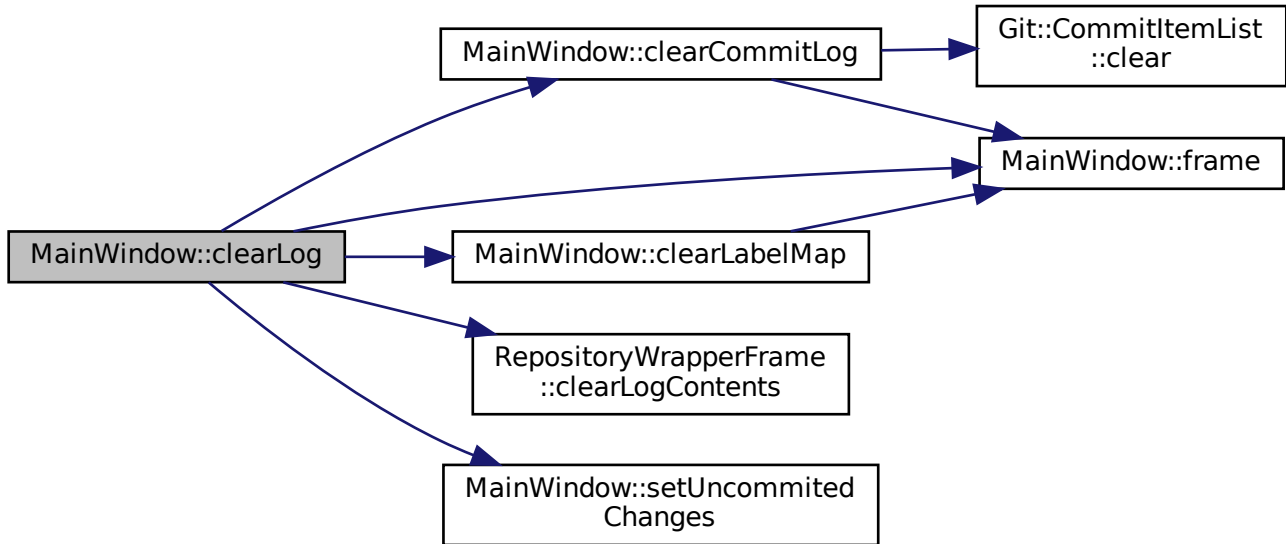 Git::CommitItemList
::clear
MainWindow::clearCommitLog
MainWindow::frame
MainWindow::clearLog
MainWindow::clearLabelMap
RepositoryWrapperFrame
::clearLogContents
MainWindow::setUncommited
Changes